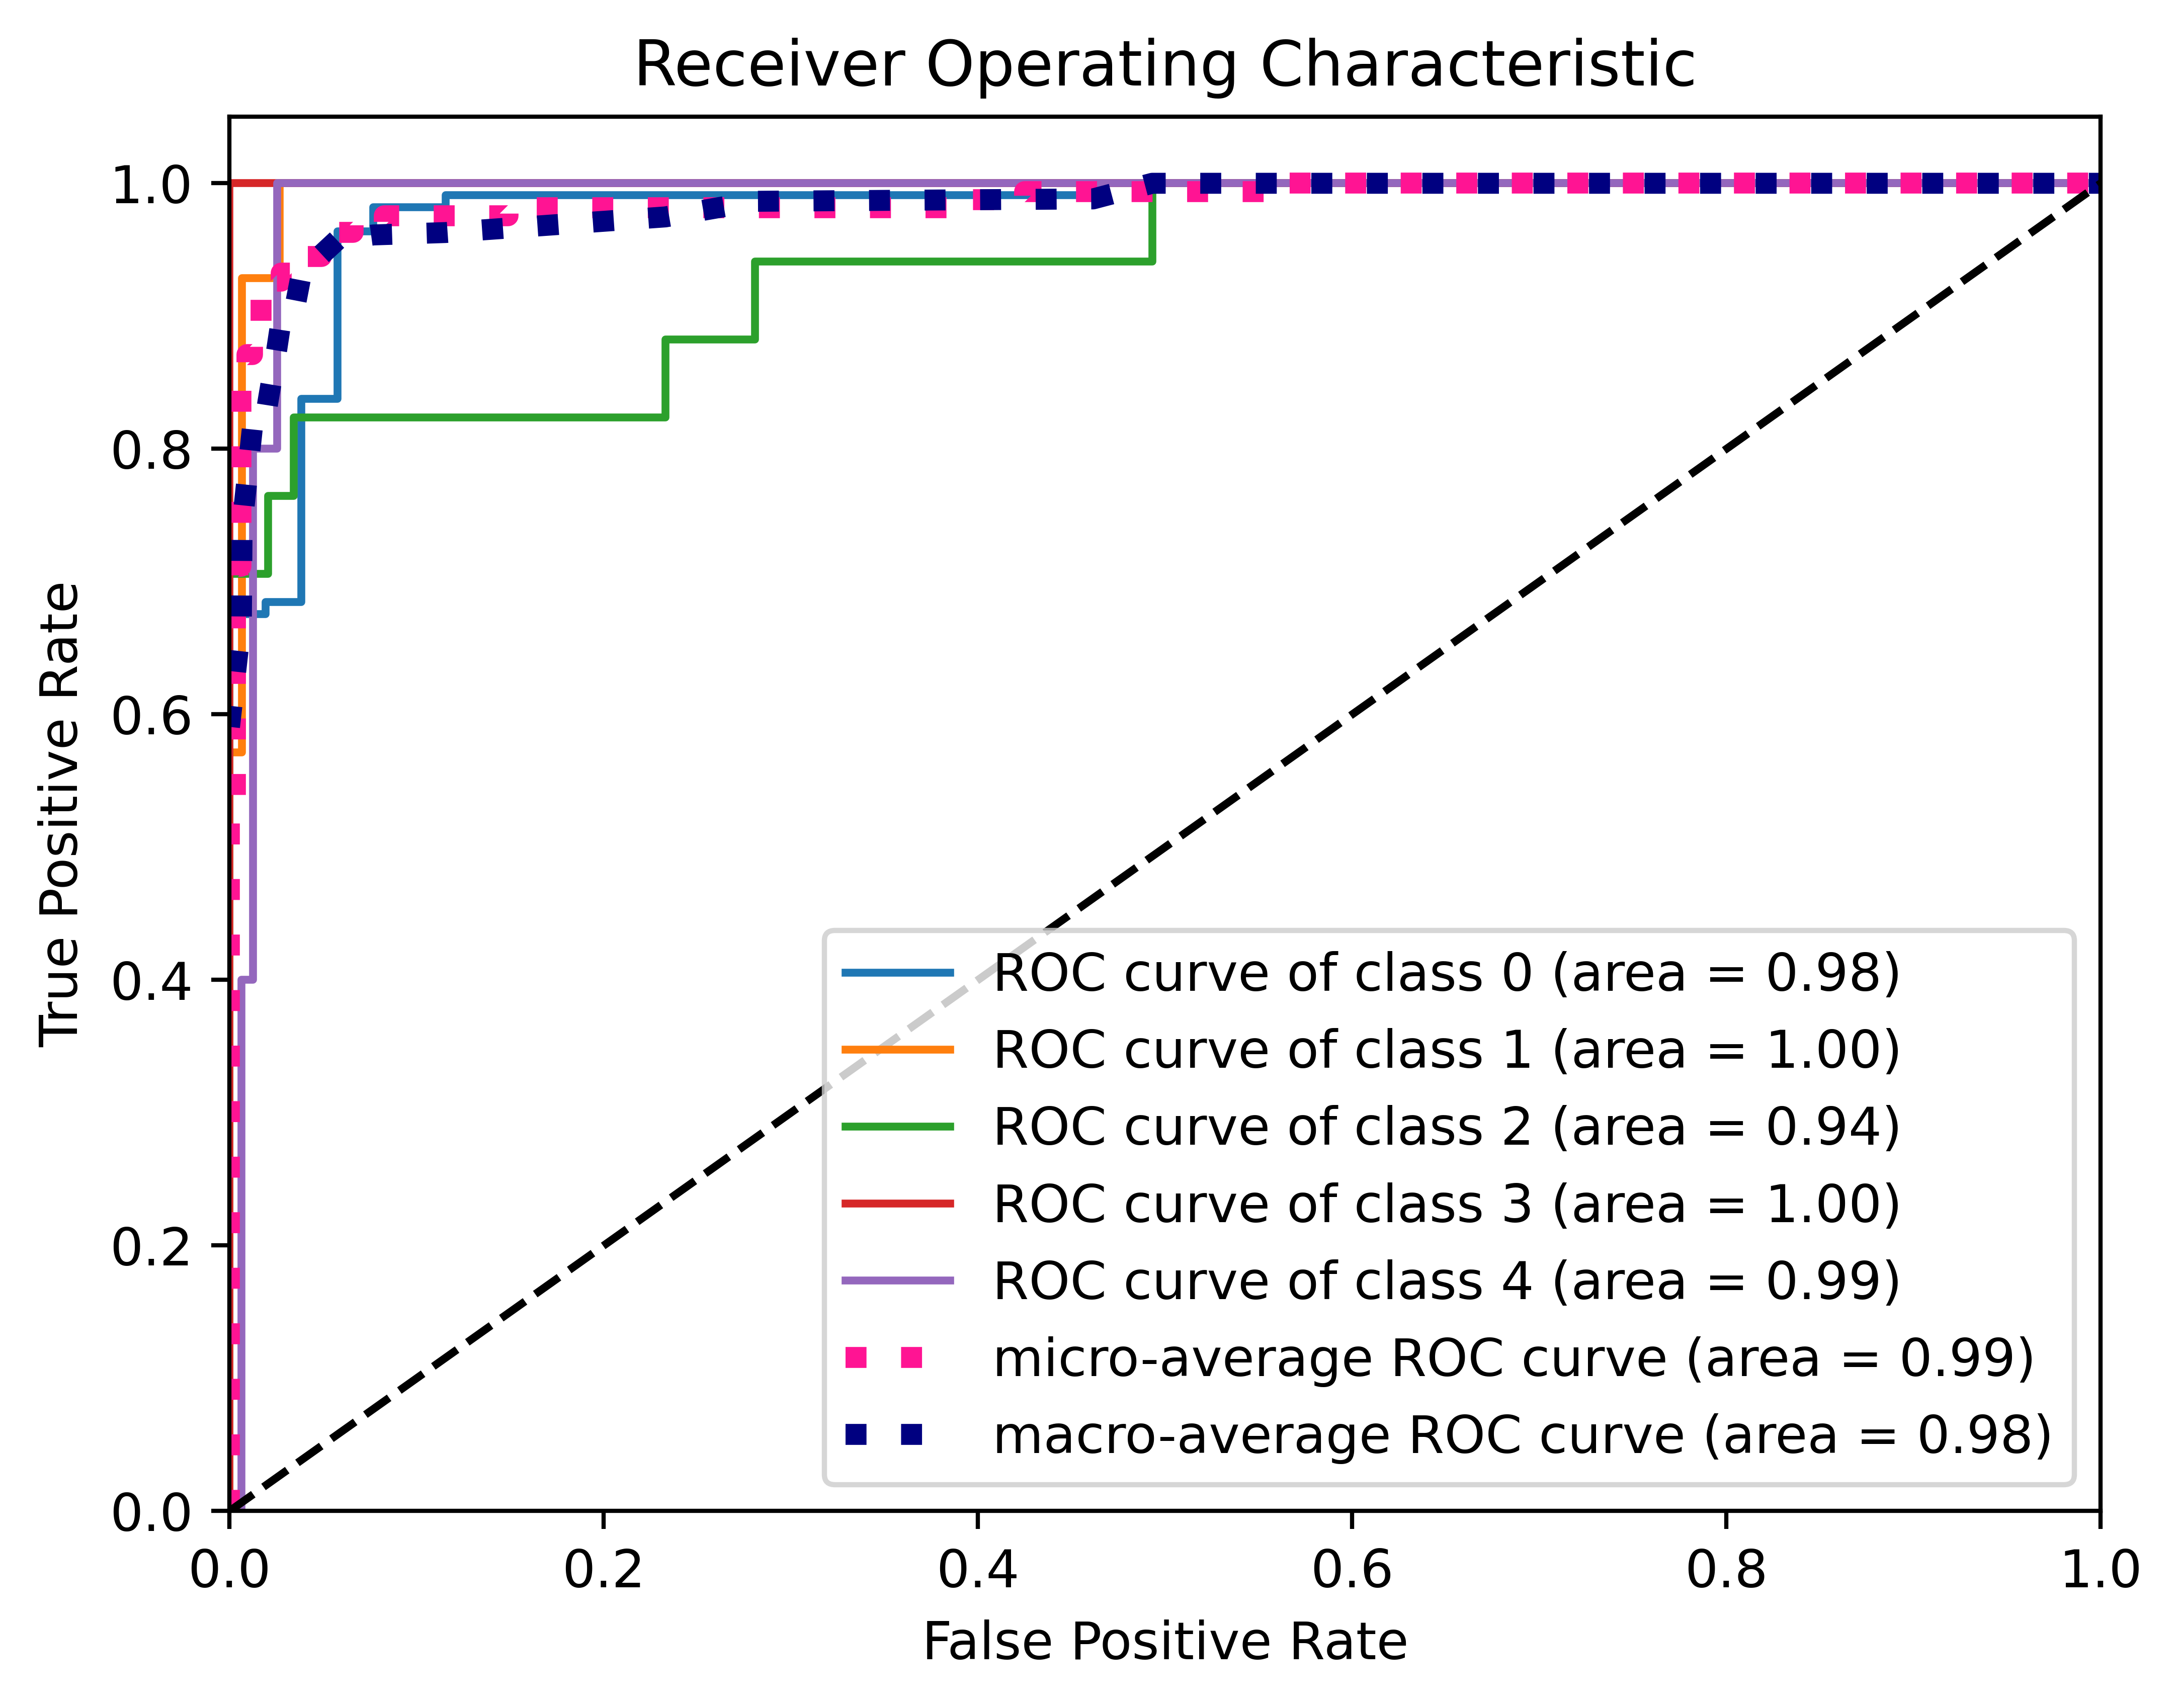 Receiver Operating Characteristic
1.0
0.8
0.6
0.4
0.2
0.0
True Positive Rate
ROC curve of class 0 (area = 0.98)
ROC curve of class 1 (area = 1.00)
ROC curve of class 2 (area = 0.94)
ROC curve of class 3 (area = 1.00)
ROC curve of class 4 (area = 0.99)
micro-average ROC curve (area = 0.99)
macro-average ROC curve (area = 0.98)
0.0 0.2 0.4 0.6 0.8 1.0
False Positive Rate